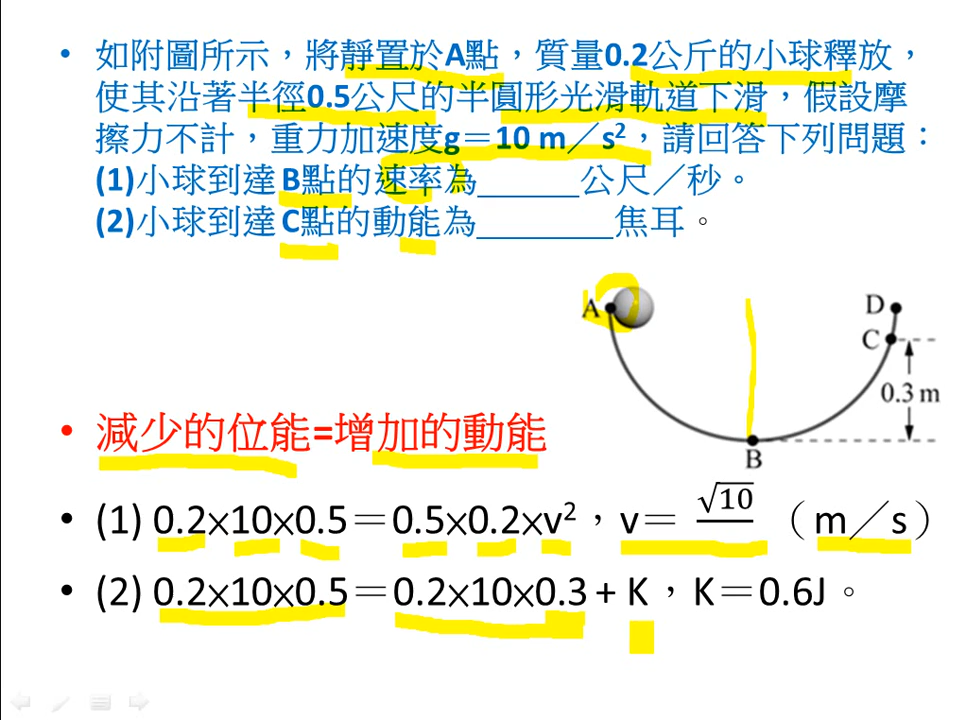 • 如附圖所示，將靜置於A點，質量0.2公斤的小球釋放，
使其沿著半徑0.5公尺的半圓形光滑軌道下滑，假設摩
擦力不計，重力加速度g＝10 m／s²，請回答下列問題：
(1)小球到達B點的速率為______公尺／秒。
(2)小球到達C點的動能為________焦耳。
A
D
C
0.3 m
B
• 減少的位能=增加的動能
• (1) 0.2×10×0.5＝0.5×0.2×v²，v＝ √10 （m／s）
• (2) 0.2×10×0.5＝0.2×10×0.3 + K，K＝0.6J。